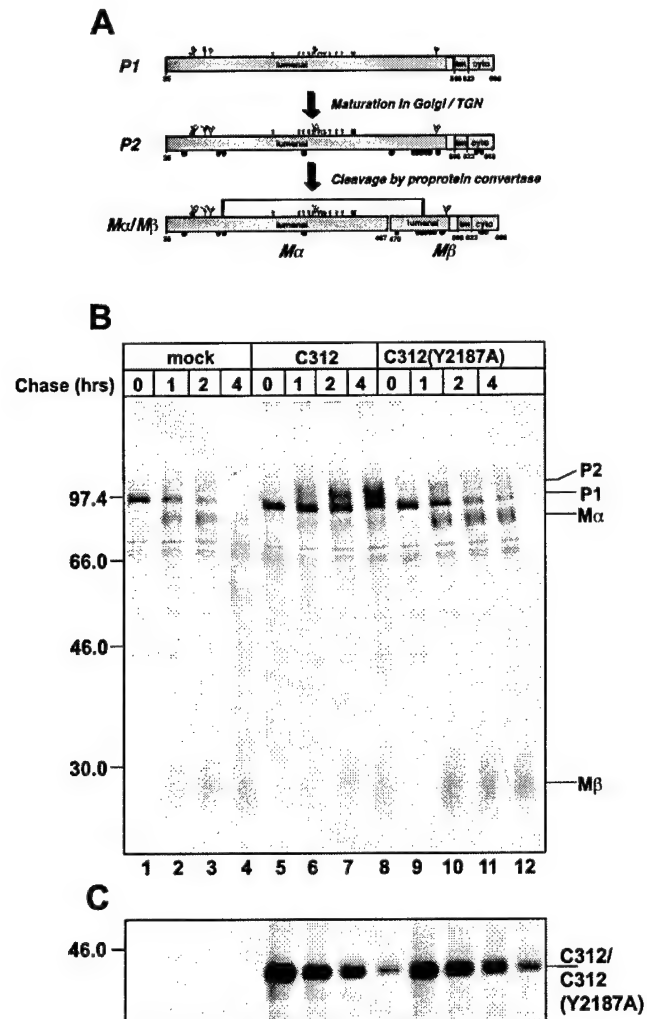 A
P1
lumenal
tm
cyto
Maturation in Golgi / TGN
P2
lumenal
tm
cyto
Cleavage by proprotein convertase
Mα/Mβ
lumenal
lumenal
tm
cyto
467
470
Mα
Mβ
B
mock C312 C312(Y2187A)
Chase (hrs) 0 1 2 4 0 1 2 4 0 1 2 4
P2
97.4
P1
Mα
66.0
46.0
30.0
Mβ
1 2 3 4 5 6 7 8 9 10 11 12
C
46.0
C312/
C312
(Y2187A)